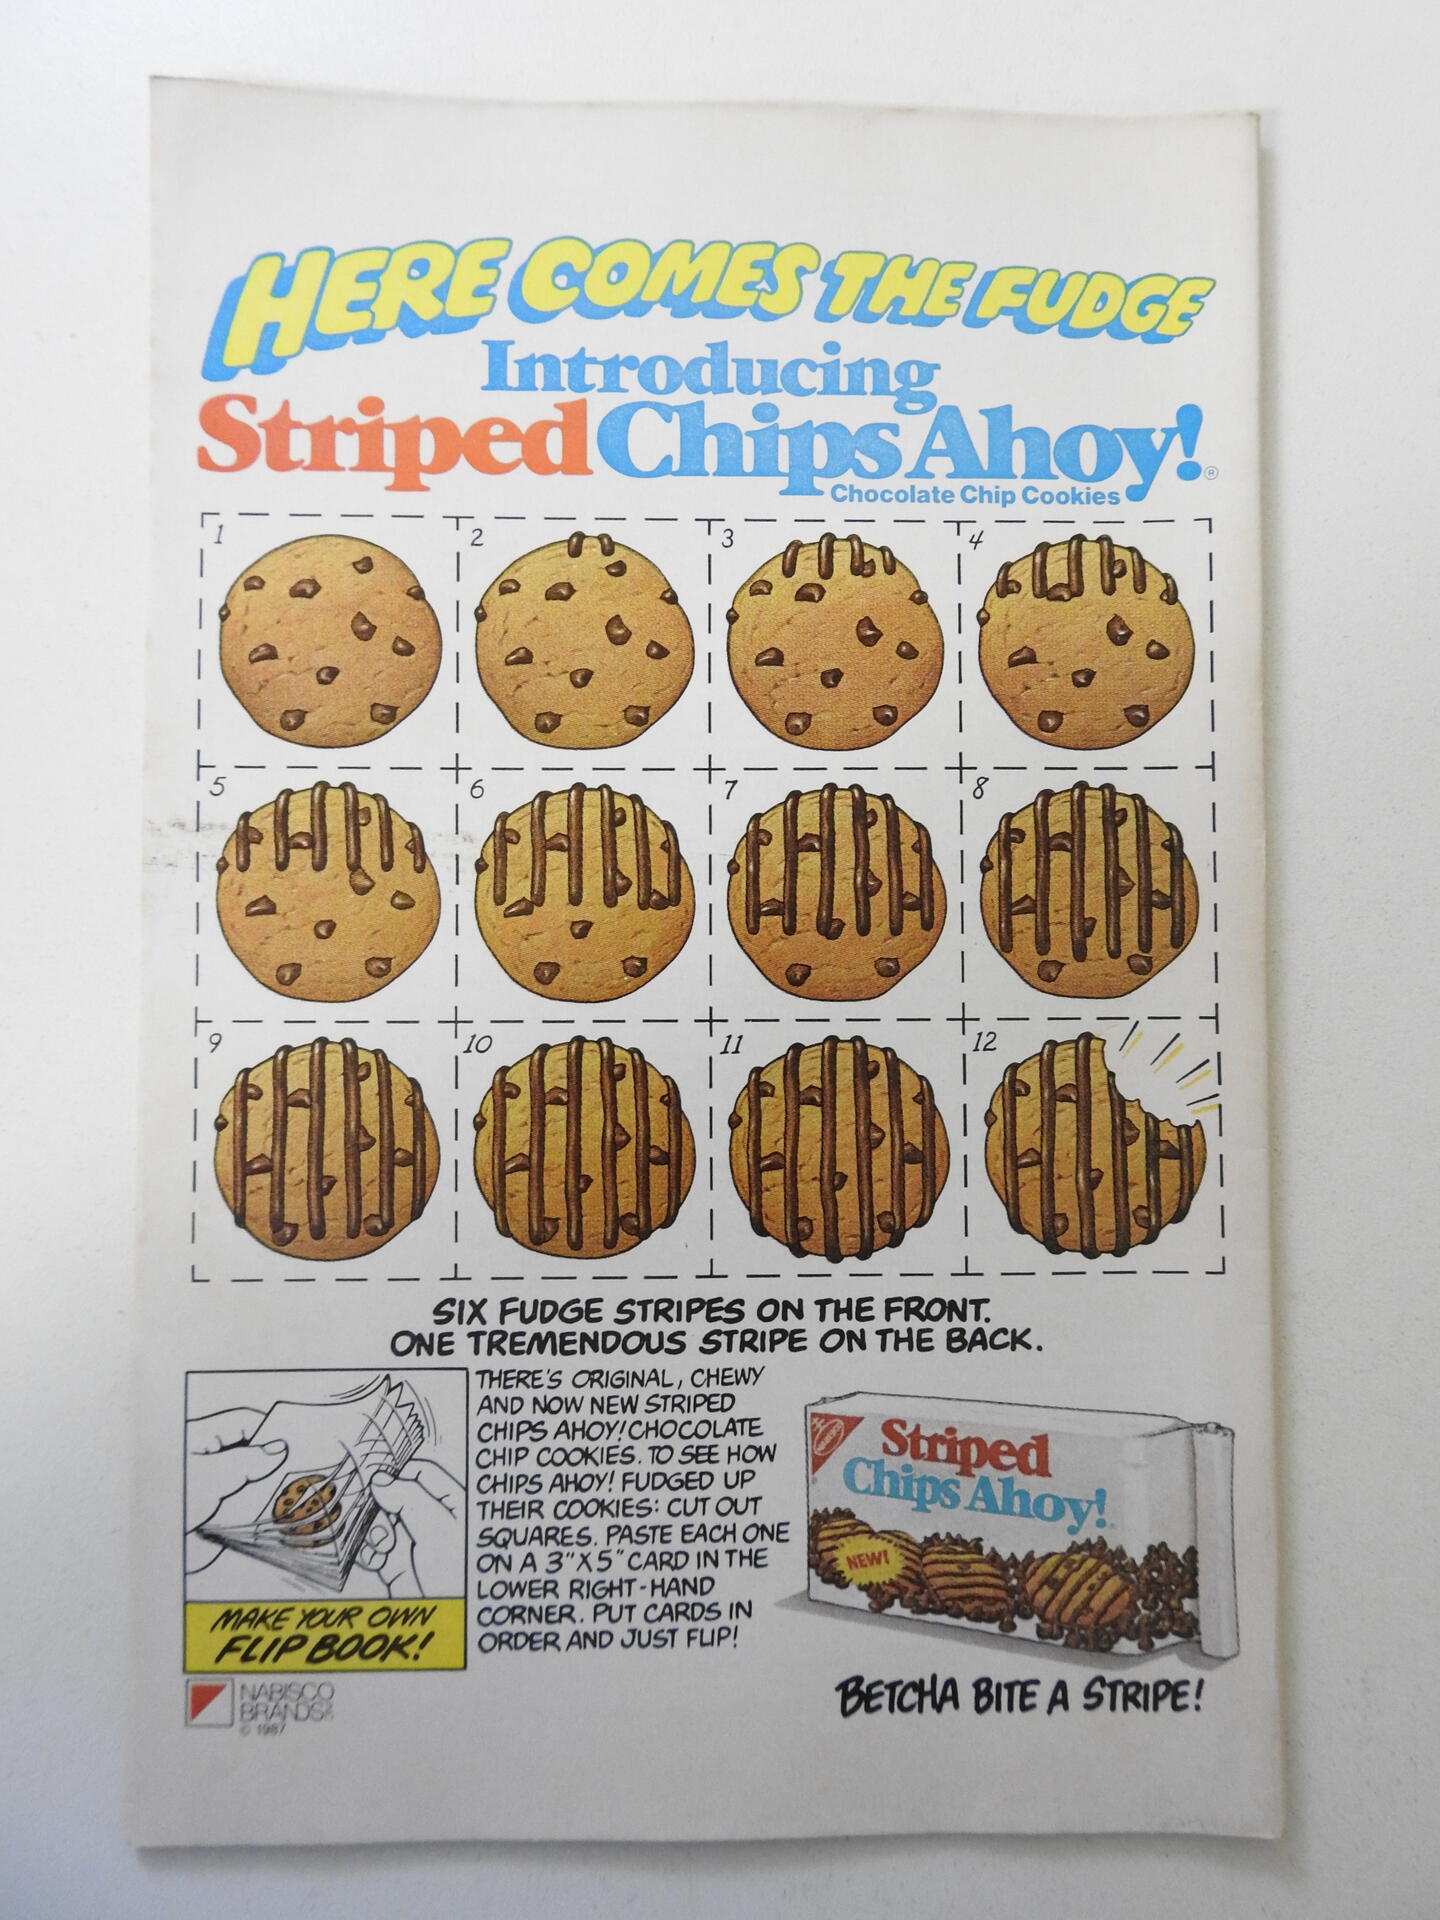 HERE COMES THE FUDGE
Introducing
Striped Chips Ahoy!®
Chocolate Chip Cookies
1
2
3
4
5
6
7
8
9
10
11
12
SIX FUDGE STRIPES ON THE FRONT.
ONE TREMENDOUS STRIPE ON THE BACK.
MAKE YOUR OWN
FLIP BOOK!
THERE'S ORIGINAL, CHEWY
AND NOW NEW STRIPED
CHIPS AHOY! CHOCOLATE
CHIP COOKIES. TO SEE HOW
CHIPS AHOY! FUDGED UP
THEIR COOKIES: CUT OUT
SQUARES. PASTE EACH ONE
ON A 3"X5" CARD IN THE
LOWER RIGHT-HAND
CORNER. PUT CARDS IN
ORDER AND JUST FLIP!
NABISCO
Striped
Chips Ahoy!
NEW!
BETCHA BITE A STRIPE!
NABISCO
BRANDS
© 1987